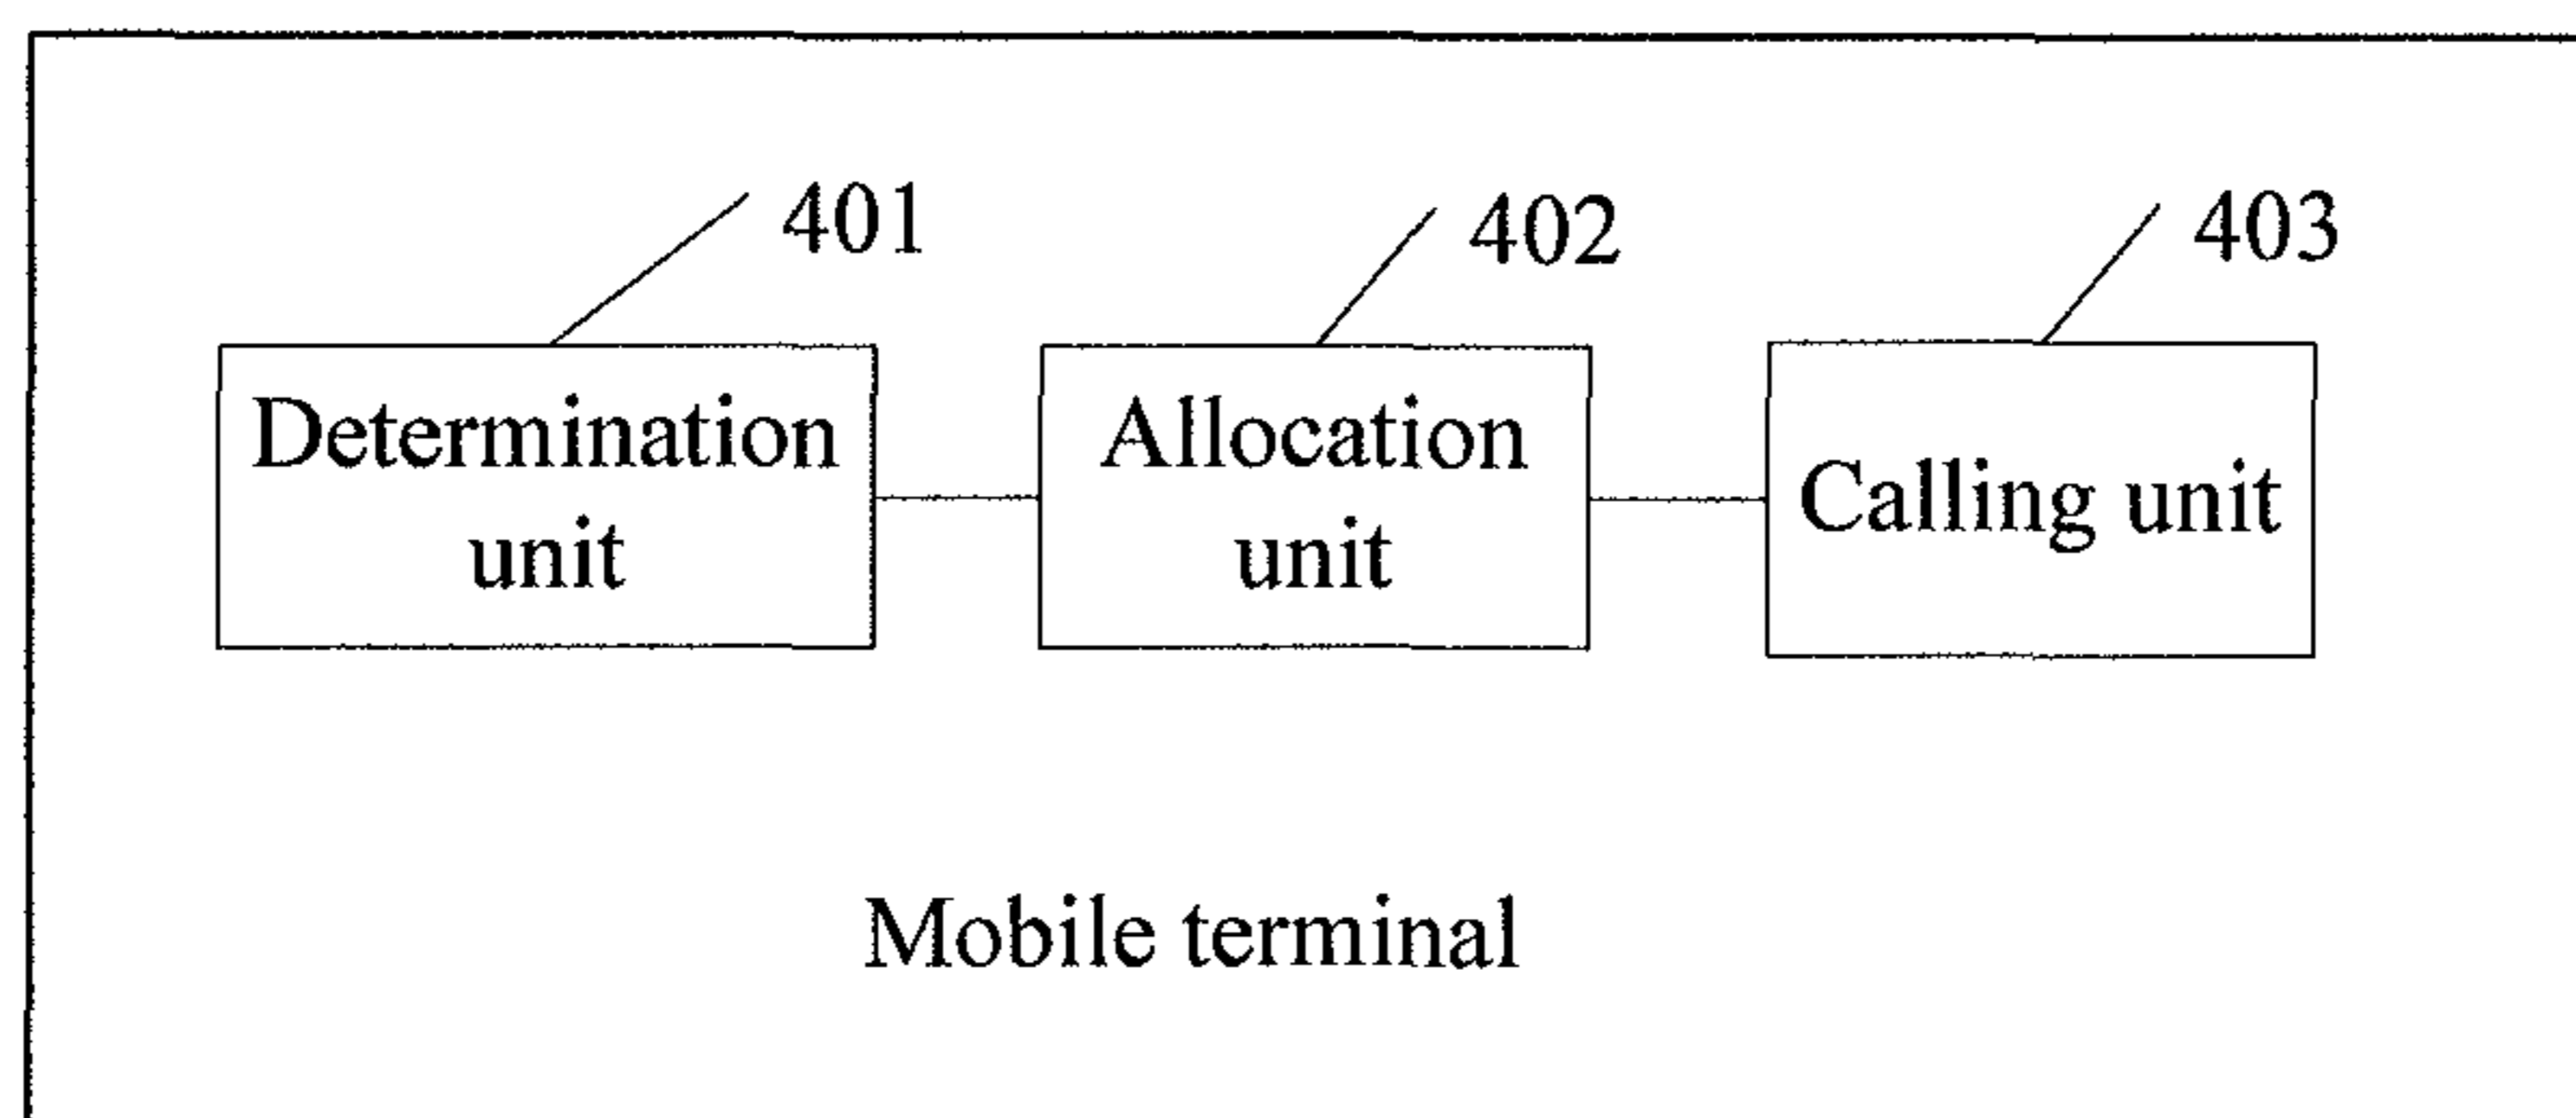 401
402
403
Determination
unit
Allocation
unit
Calling unit
Mobile terminal